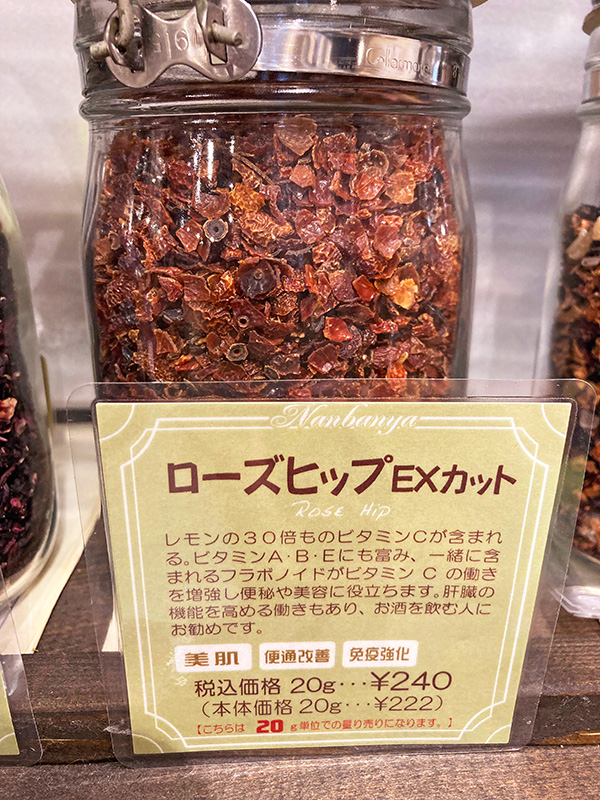 Nanbanya
ローズヒップEXカット
ROSE HIP
レモンの30倍ものビタミンCが含まれ
る。ビタミンA・B・Eにも富み、一緒に含
まれるフラボノイドがビタミン C の働き
を増強し便秘や美容に役立ちます。肝臓の
機能を高める働きもあり、お酒を飲む人に
お勧めです。
美肌 便通改善 免疫強化
税込価格 20g・・・¥240
(本体価格 20g・・・¥222)
【こちらは 20 g単位での量り売りになります。】